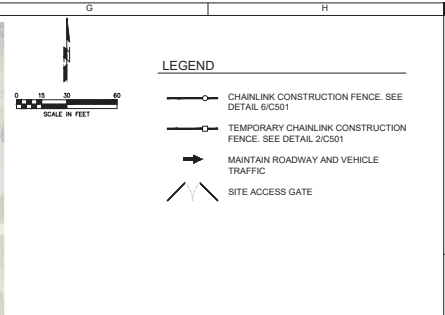 G H
LEGEND
0 15 30 60
SCALE IN FEET
CHAINLINK CONSTRUCTION FENCE. SEE
DETAIL 6/C501
TEMPORARY CHAINLINK CONSTRUCTION
FENCE. SEE DETAIL 2/C501
MAINTAIN ROADWAY AND VEHICLE
TRAFFIC
SITE ACCESS GATE